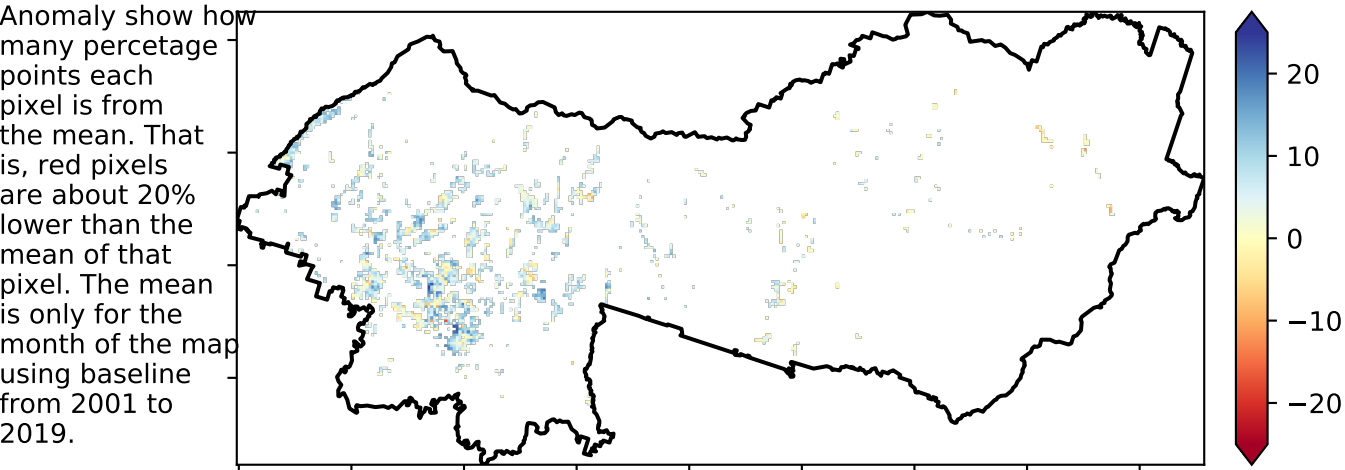 Anomaly show how
many percetage
points each
pixel is from
the mean. That
is, red pixels
are about 20%
lower than the
mean of that
pixel. The mean
is only for the
month of the map
using baseline
from 2001 to
2019.
20
10
0
−10
−20